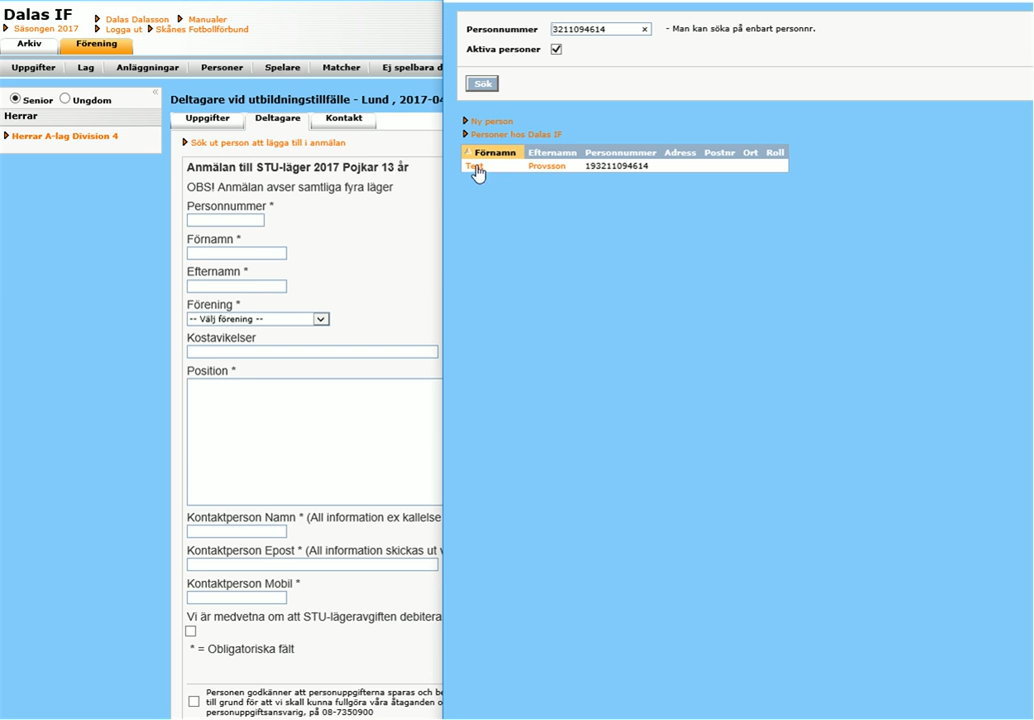 Dalas IF
Säsongen 2017
Dalas Dalasson Manualer
Logga ut Skånes Fotbollförbund
Arkiv Förening
Uppgifter Lag Anläggningar Personer Spelare Matcher Ej spelbara d
Senior Ungdom «
Herrar
Herrar A-lag Division 4
Deltagare vid utbildningstillfälle - Lund , 2017-04
Uppgifter Deltagare Kontakt
Sök ut person att lägga till i anmälan
Anmälan till STU-läger 2017 Pojkar 13 år
OBS! Anmälan avser samtliga fyra läger
Personnummer *
Förnamn *
Efternamn *
Förening *
-- Välj förening --
Kostavikelser
Position *
Kontaktperson Namn * (All information ex kallelse
Kontaktperson Epost * (All information skickas ut v
Kontaktperson Mobil *
Vi är medvetna om att STU-lägeravgiften debitera
* = Obligatoriska fält
Personen godkänner att personuppgifterna sparas och be
till grund för att vi skall kunna fullgöra våra åtaganden o
personuppgiftsansvarig, på 08-7350900
Personnummer 3211094614 × - Man kan söka på enbart personnr.
Aktiva personer
Sök
Ny person
Personer hos Dalas IF
Förnamn Efternamn Personnummer Adress Postnr Ort Roll
Test Provsson 193211094614